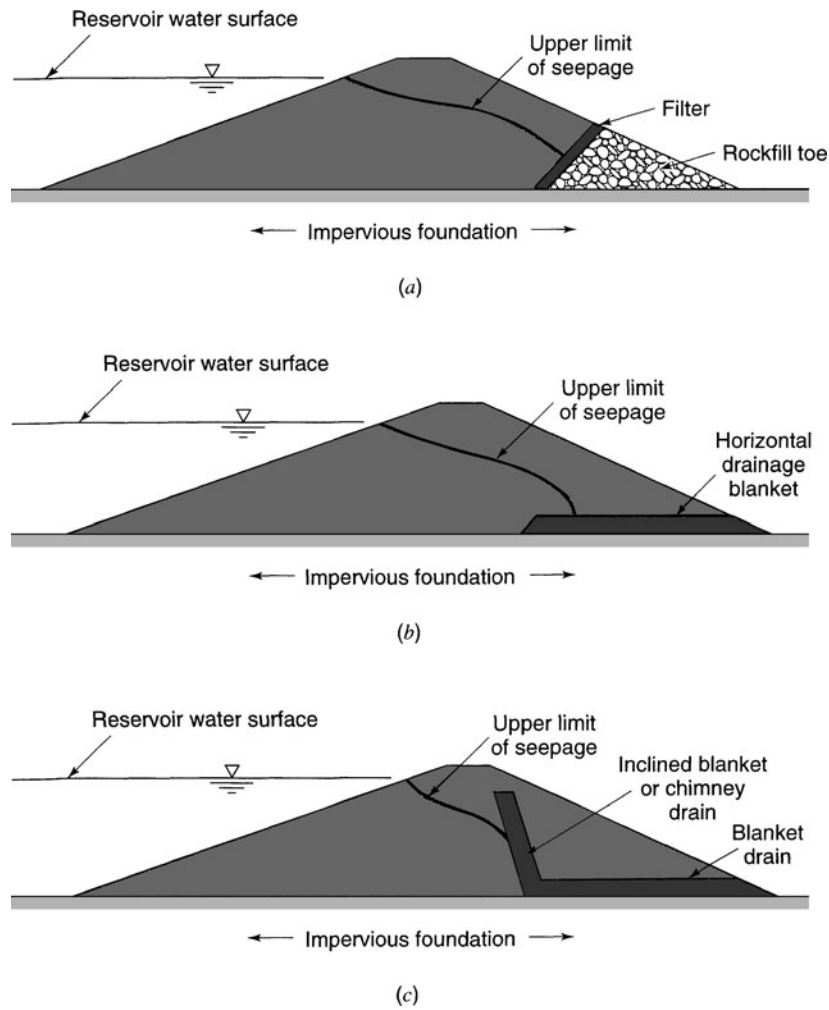 Reservoir water surface
Upper limit
of seepage
Filter
Rockfill toe
Impervious foundation
(a)
Reservoir water surface
Upper limit
of seepage
Horizontal
drainage
blanket
Impervious foundation
(b)
Reservoir water surface
Upper limit
of seepage
Inclined blanket
or chimney
drain
Blanket
drain
Impervious foundation
(c)